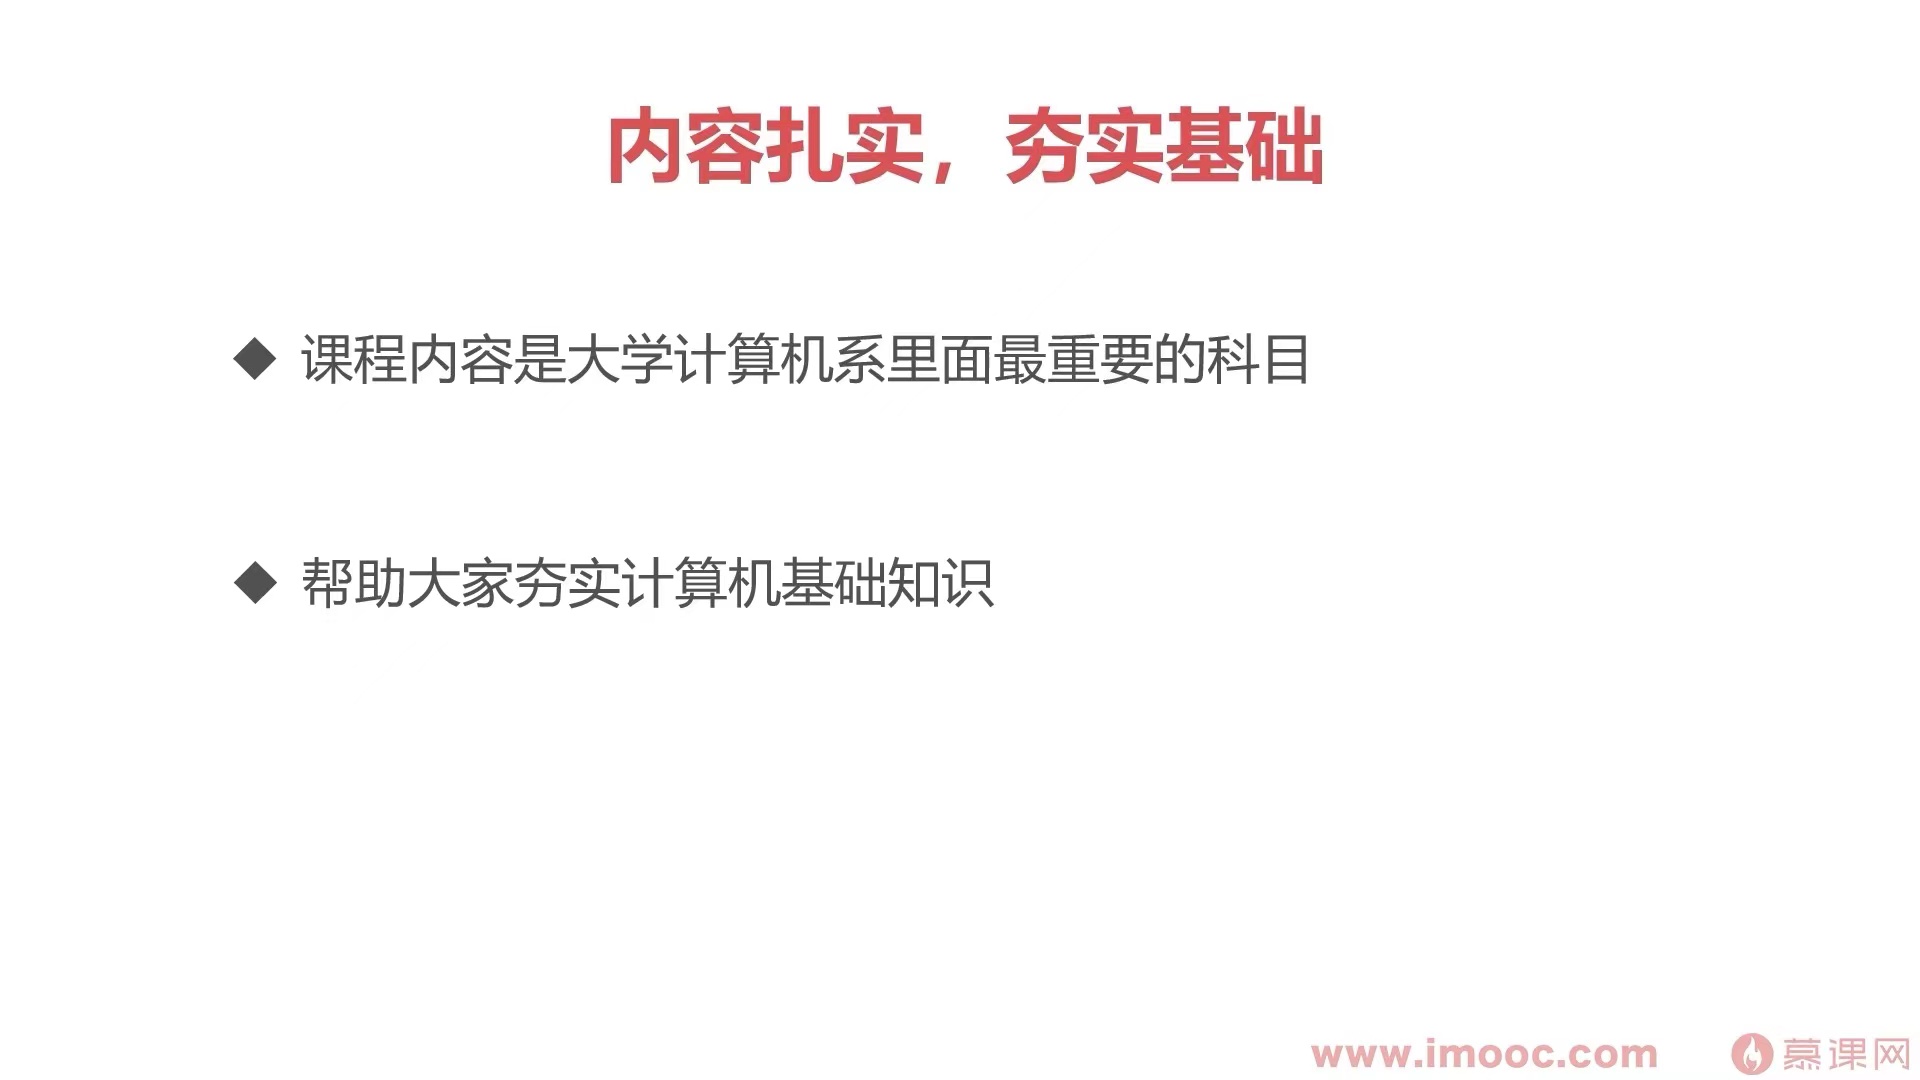 内容扎实，夯实基础
◆ 课程内容是大学计算机系里面最重要的科目
◆ 帮助大家夯实计算机基础知识
www.imooc.com 慕课网